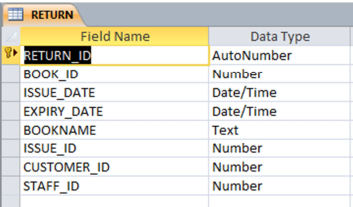 RETURN
Field Name Data Type
RETURN_ID AutoNumber
BOOK_ID Number
ISSUE_DATE Date/Time
EXPIRY_DATE Date/Time
BOOKNAME Text
ISSUE_ID Number
CUSTOMER_ID Number
STAFF_ID Number